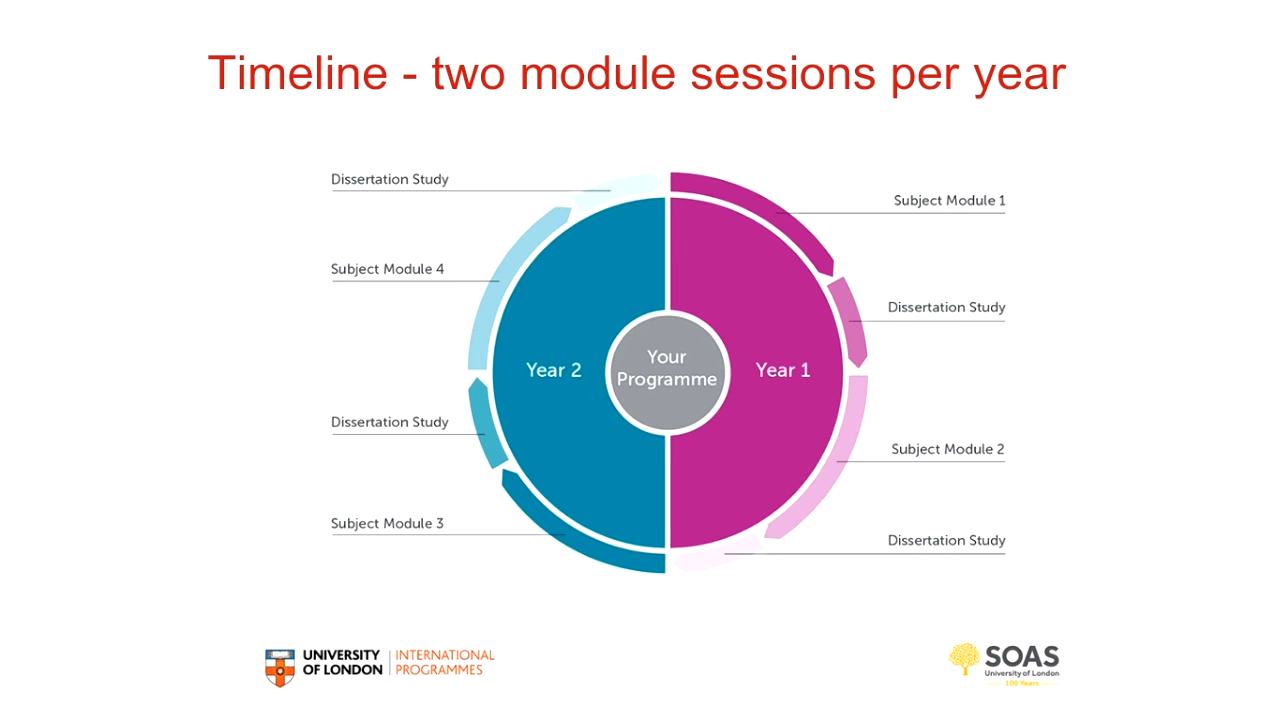 Timeline - two module sessions per year
Dissertation Study
Subject Module 1
Subject Module 4
Dissertation Study
Your
Programme
Year 2
Year 1
Dissertation Study
Subject Module 2
Subject Module 3
Dissertation Study
UNIVERSITY
OF LONDON
INTERNATIONAL
PROGRAMMES
SOAS
University of London
100 Years